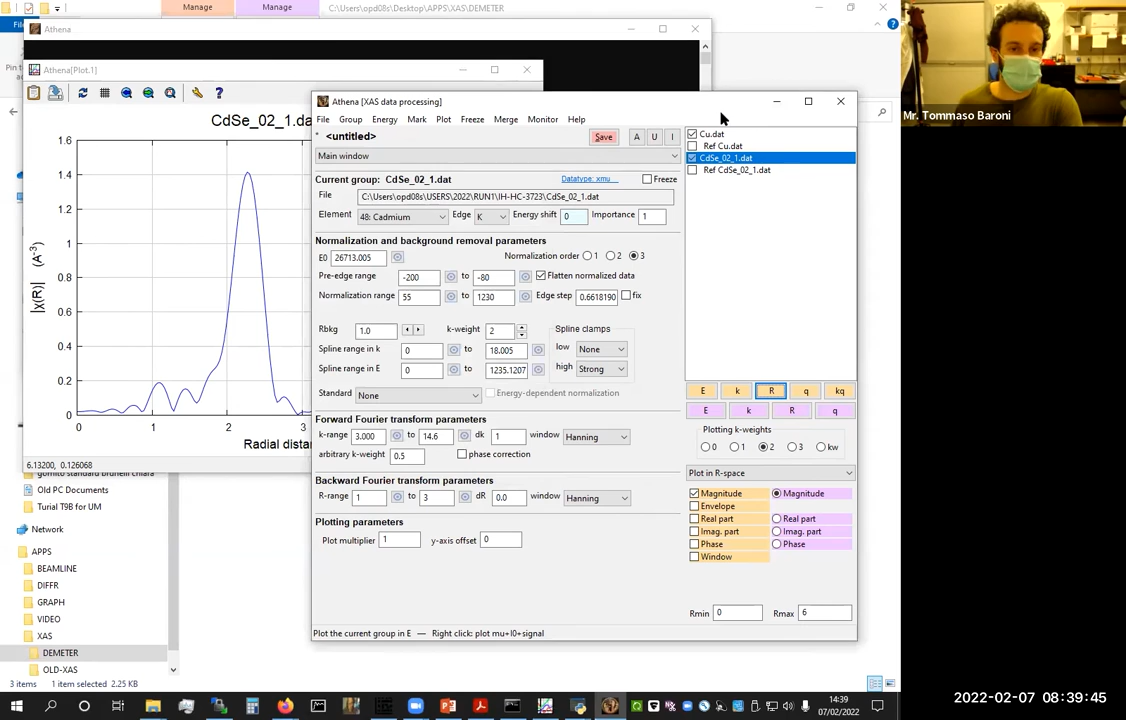 Manage
Manage
C:\Users\opd08s\Desktop\APPS\XAS\DEMETER
Athena
Athena[Plot.1]
CdSe_02_1.da
1.6
1.4
1.2
1
0.8
0.6
0.4
0.2
0
|χ(R)| (Å-3)
0 1 2 3
Radial distan
6.13200, 0.126068
Athena [XAS data processing]
File Group Energy Mark Plot Freeze Merge Monitor Help
* <untitled>
Save
A U I
Main window
Current group: CdSe_02_1.dat
Datatype: xmu
Freeze
File C:\Users\opd08s\USERS\2022\RUN1\IH-HC-3723\CdSe_02_1.dat
Element 48: Cadmium Edge K Energy shift 0 Importance 1
Normalization and background removal parameters
E0 26713.005 Normalization order 1 2 3
Pre-edge range -200 to -80 Flatten normalized data
Normalization range 55 to 1230 Edge step 0.6618190 fix
Rbkg 1.0 k-weight 2 Spline clamps
Spline range in k 0 to 18.005 low None
Spline range in E 0 to 1235.1207 high Strong
Standard None Energy-dependent normalization
Forward Fourier transform parameters
k-range 3.000 to 14.6 dk 1 window Hanning
arbitrary k-weight 0.5 phase correction
Backward Fourier transform parameters
R-range 1 to 3 dR 0.0 window Hanning
Plotting parameters
Plot multiplier 1 y-axis offset 0
Plot the current group in E — Right click: plot mu+I0+signal
Cu.dat
Ref Cu.dat
CdSe_02_1.dat
Ref CdSe_02_1.dat
E k R q kq
E k R q
Plotting k-weights
0 1 2 3 kw
Plot in R-space
Magnitude Magnitude
Envelope
Real part Real part
Imag. part Imag. part
Phase Phase
Window
Rmin 0 Rmax 6
Old PC Documents
Turial T9B for UM
Network
APPS
BEAMLINE
DIFFR
GRAPH
VIDEO
XAS
DEMETER
OLD-XAS
3 items 1 item selected 2.25 KB
14:39
07/02/2022
Mr. Tommaso Baroni
2022-02-07 08:39:45